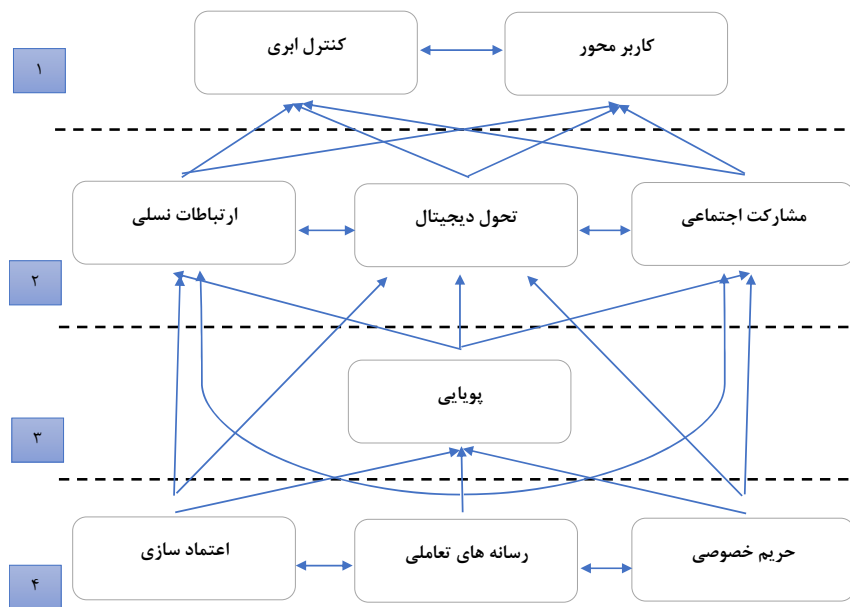 کاربر محور
کنترل ابری
۱
مشارکت اجتماعی
تحول دیجیتال
ارتباطات نسلی
۲
پویایی
۳
حریم خصوصی
رسانه های تعاملی
اعتماد سازی
۴